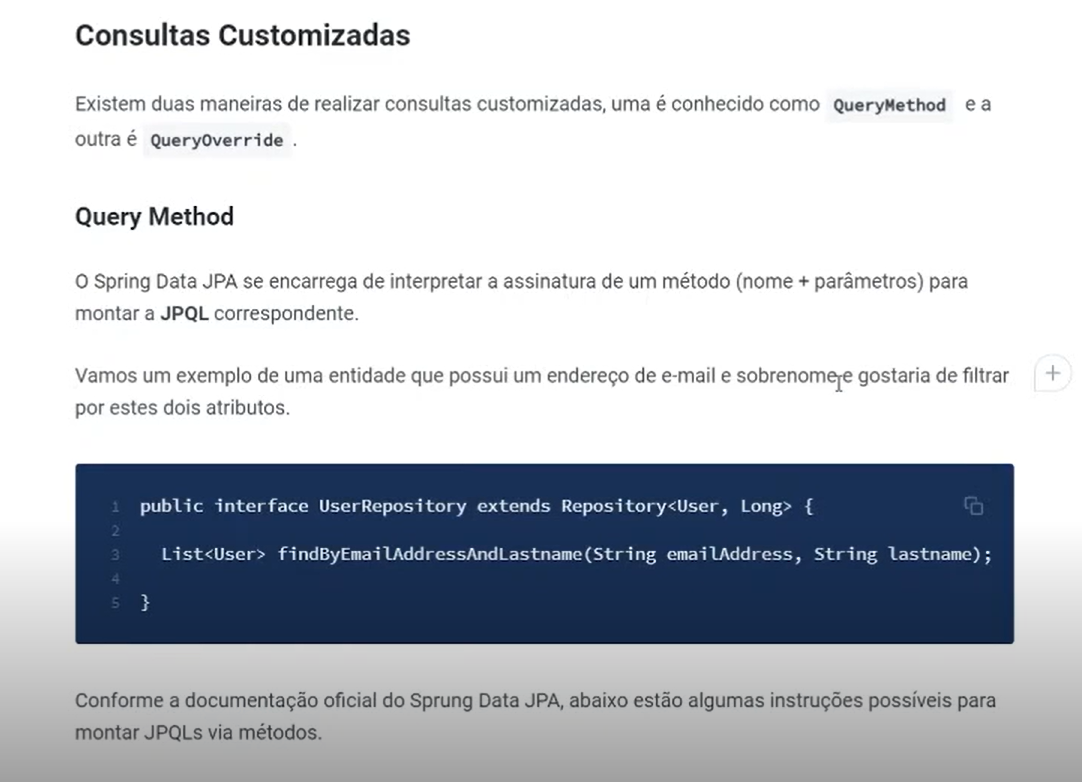 Consultas Customizadas
Existem duas maneiras de realizar consultas customizadas, uma é conhecido como QueryMethod e a
outra é QueryOverride .
Query Method
O Spring Data JPA se encarrega de interpretar a assinatura de um método (nome + parâmetros) para
montar a JPQL correspondente.
Vamos um exemplo de uma entidade que possui um endereço de e-mail e sobrenome e gostaria de filtrar
por estes dois atributos.
1 public interface UserRepository extends Repository<User, Long> {
2
3 List<User> findByEmailAddressAndLastname(String emailAddress, String lastname);
4
5 }
Conforme a documentação oficial do Sprung Data JPA, abaixo estão algumas instruções possíveis para
montar JPQLs via métodos.